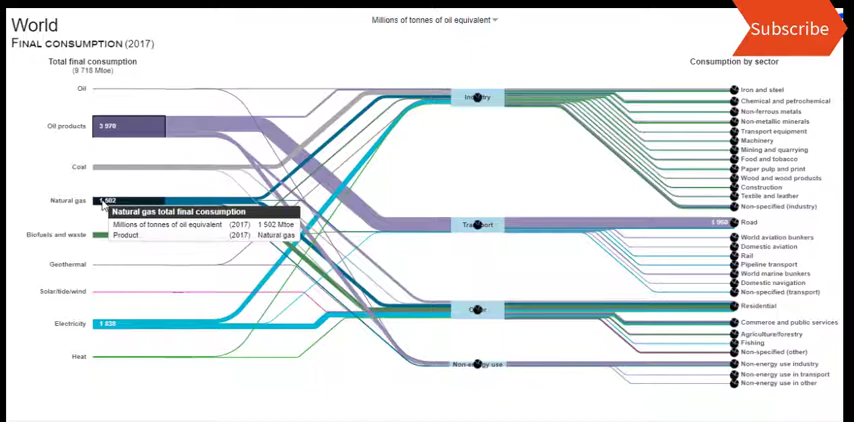 World
FINAL CONSUMPTION (2017)
Millions of tonnes of oil equivalent
Subscribe
Total final consumption
(9 718 Mtoe)
Consumption by sector
Oil
Oil products
3 970
Coal
Natural gas
1 502
Natural gas total final consumption
Millions of tonnes of oil equivalent (2017) 1 502 Mtoe
Product (2017) Natural gas
Biofuels and waste
Geothermal
Solar/tide/wind
Electricity
1 838
Heat
Industry
Transport
Other
Non-energy use
Iron and steel
Chemical and petrochemical
Non-ferrous metals
Non-metallic minerals
Transport equipment
Machinery
Mining and quarrying
Food and tobacco
Paper pulp and print
Wood and wood products
Construction
Textile and leather
Non-specified (industry)
Road
World aviation bunkers
Domestic aviation
Rail
Pipeline transport
World marine bunkers
Domestic navigation
Non-specified (transport)
Residential
Commerce and public services
Agriculture/forestry
Fishing
Non-specified (other)
Non-energy use industry
Non-energy use in transport
Non-energy use in other